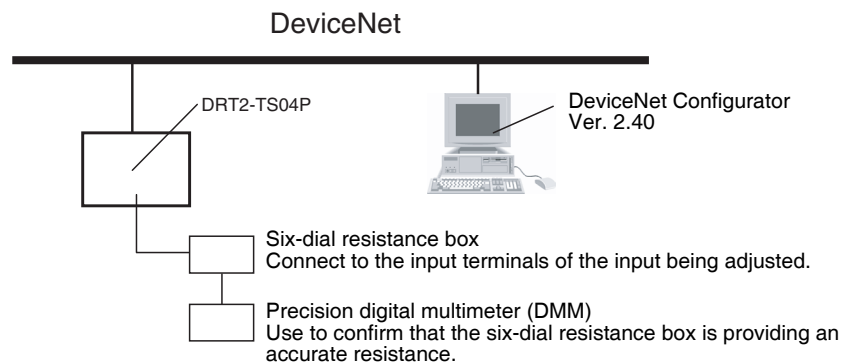 DeviceNet
DRT2-TS04P
DeviceNet Configurator
Ver. 2.40
Six-dial resistance box
Connect to the input terminals of the input being adjusted.
Precision digital multimeter (DMM)
Use to confirm that the six-dial resistance box is providing an
accurate resistance.